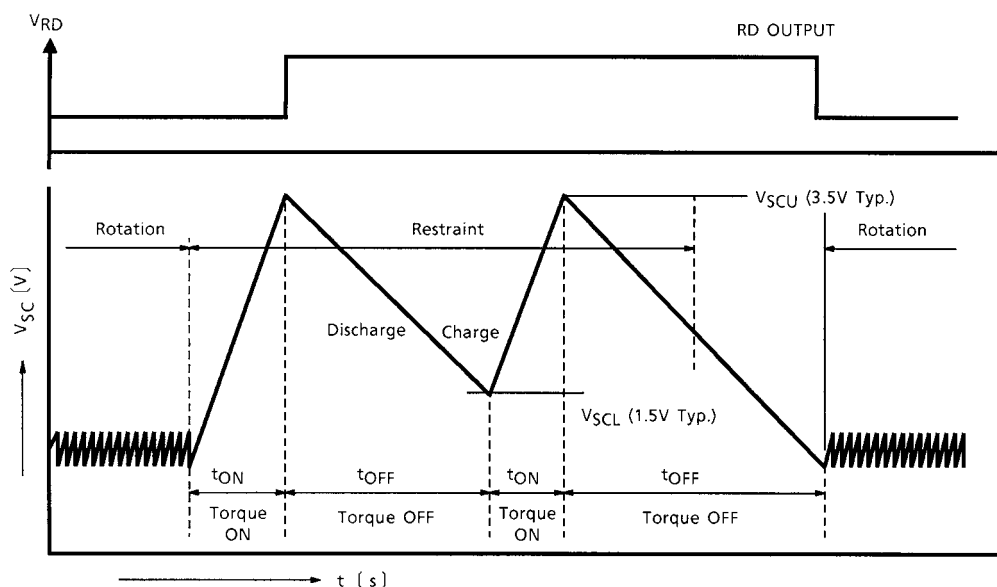 VRD
RD OUTPUT
VSCU (3.5V Typ.)
Rotation
Restraint
Rotation
VSC [V]
Discharge
Charge
VSCL (1.5V Typ.)
tON
tOFF
tON
tOFF
Torque
ON
Torque OFF
Torque
ON
Torque OFF
t [s]